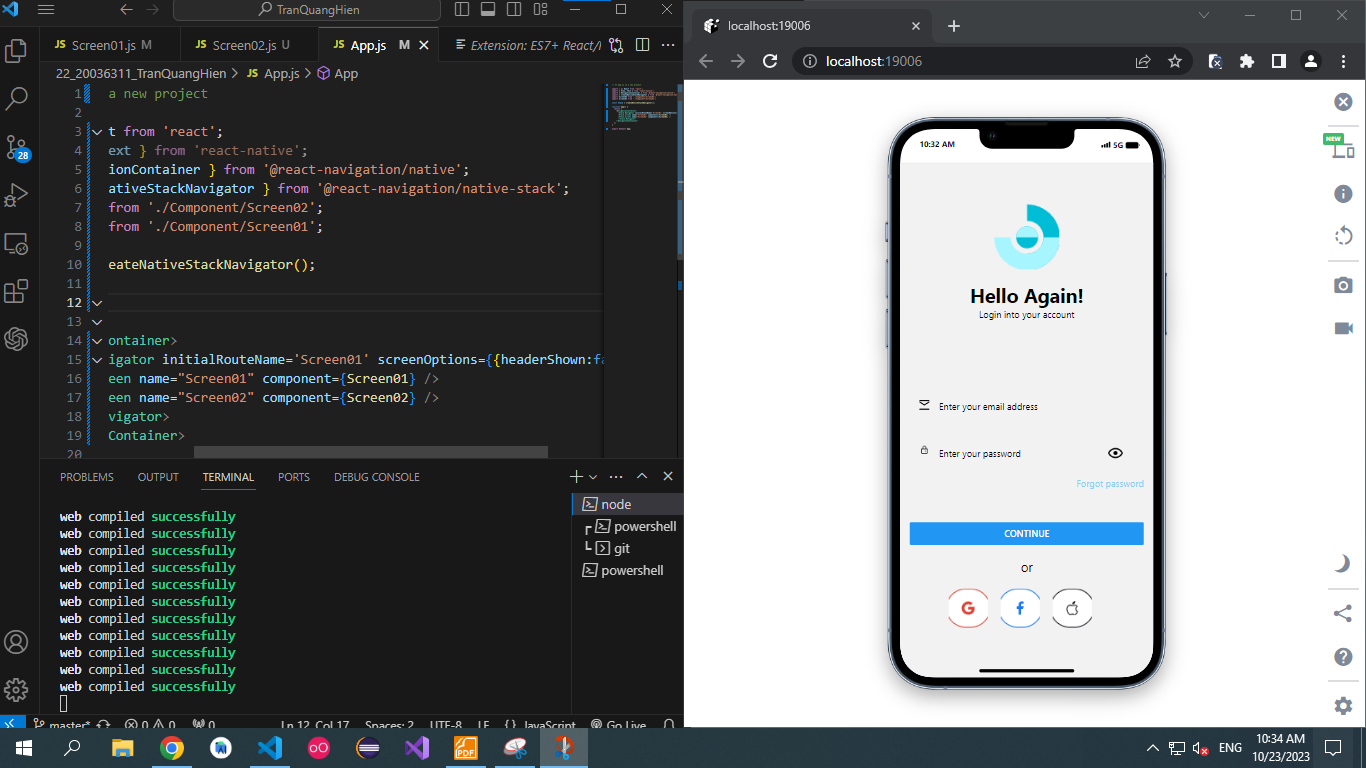 TranQuangHien
JS Screen01.js M
JS Screen02.js U
JS App.js M
Extension: ES7+ React/
22_20036311_TranQuangHien > JS App.js > App
1 a new project
2
3 t from 'react';
4 ext } from 'react-native';
5 ionContainer } from '@react-navigation/native';
6 ativeStackNavigator } from '@react-navigation/native-stack';
7 from './Component/Screen02';
8 from './Component/Screen01';
9
10 eateNativeStackNavigator();
11
12
13
14 ontainer>
15 igator initialRouteName='Screen01' screenOptions={{headerShown:fa
16 een name="Screen01" component={Screen01} />
17 een name="Screen02" component={Screen02} />
18 vigator>
19 Container>
20
28
PROBLEMS OUTPUT TERMINAL PORTS DEBUG CONSOLE
web compiled successfully
web compiled successfully
web compiled successfully
web compiled successfully
web compiled successfully
web compiled successfully
web compiled successfully
web compiled successfully
web compiled successfully
web compiled successfully
web compiled successfully
node
powershell
git
powershell
master* 0 0 0 Ln 12, Col 17 Spaces: 2 UTF-8 LF {} JavaScript Go Live
localhost:19006
localhost:19006
NEW
10:32 AM 5G
Hello Again!
Login into your account
Enter your email address
Enter your password
Forgot password
CONTINUE
or
PDF
ENG
10:34 AM
10/23/2023